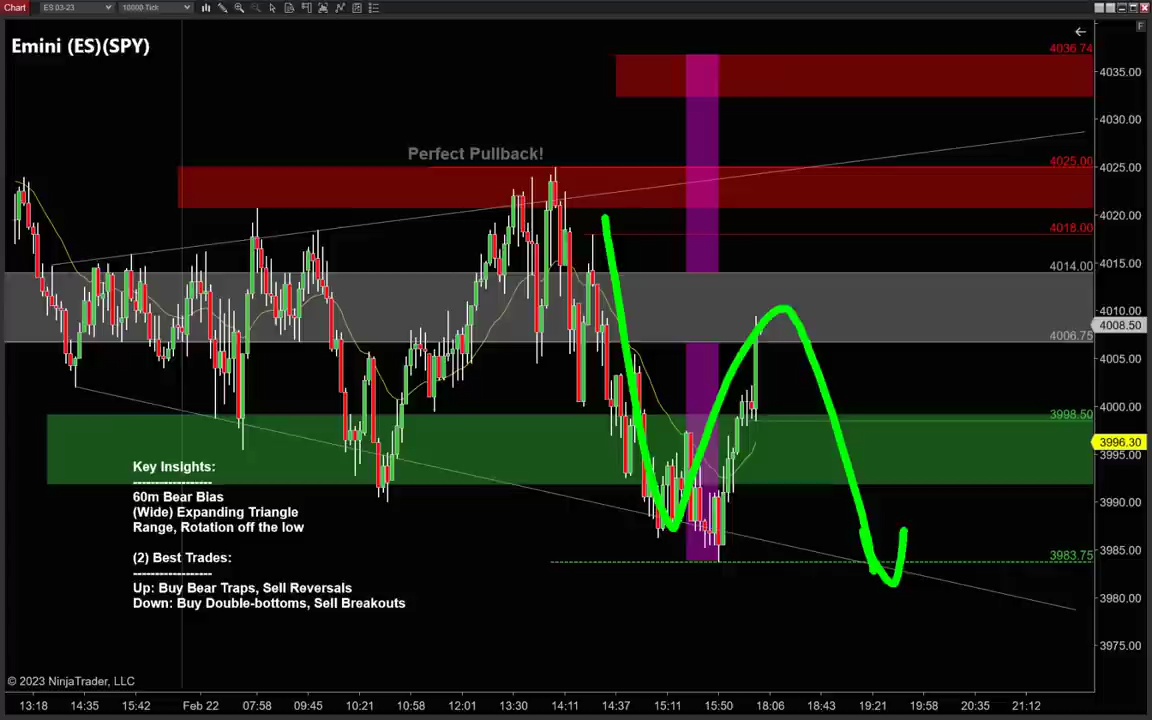 Chart ES 03-23 10000-Tick
Emini (ES)(SPY)
F
4036.74
4035.00
4030.00
Perfect Pullback!
4025.00 4025.00
4020.00
4018.00
4014.00 4015.00
4010.00
4008.50
4006.75
4005.00
4000.00
3998.50
3996.30
3995.00
Key Insights:
------------------
60m Bear Bias
(Wide) Expanding Triangle
Range, Rotation off the low
3990.00
(2) Best Trades:
------------------
Up: Buy Bear Traps, Sell Reversals
Down: Buy Double-bottoms, Sell Breakouts
3983.75 3985.00
3980.00
3975.00
© 2023 NinjaTrader, LLC
13:18 14:35 15:42 Feb 22 07:58 09:45 10:21 10:58 12:01 13:30 14:11 14:37 15:11 15:50 18:06 18:43 19:21 19:58 20:35 21:12